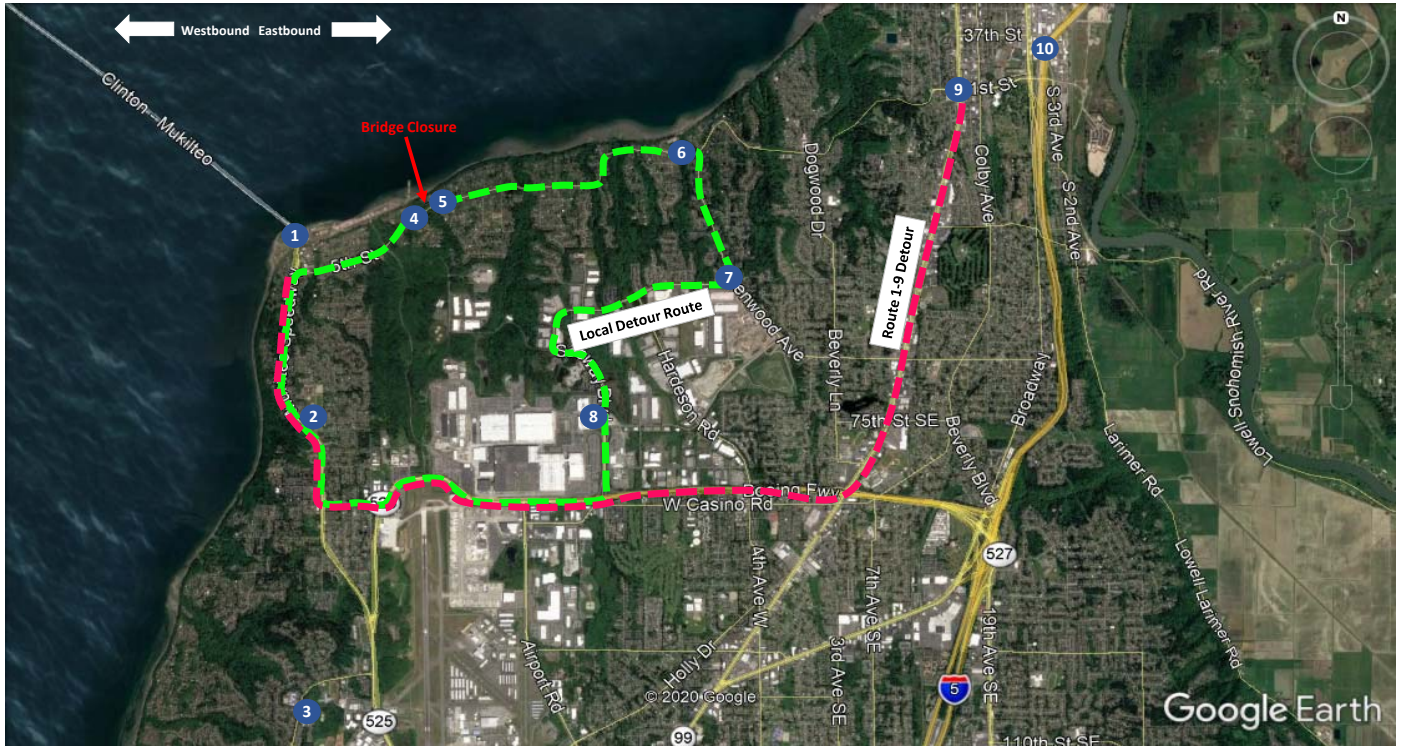 Westbound Eastbound
N
37th St
10
9
1st St
S 3rd Ave
Clinton - Mukilteo
Bridge Closure
6
Dogwood Dr
Colby Ave
S 2nd Ave
5
4
1
5th St
Route 1-9 Detour
7
enwood Ave
Local Detour Route
Lowell Snohomish River Rd
Hardeson Rd
Beverly Ln
Broadway
2
8
75th St SE
Beverly Blvd
Larimer Rd
Boeing Fwy
W Casino Rd
527
4th Ave W
7th Ave SE
19th Ave SE
Lowell Larimer Rd
Airport Rd
Holly Dr
3rd Ave SE
© 2020 Google
5
3
525
99
110th St SE
Google Earth